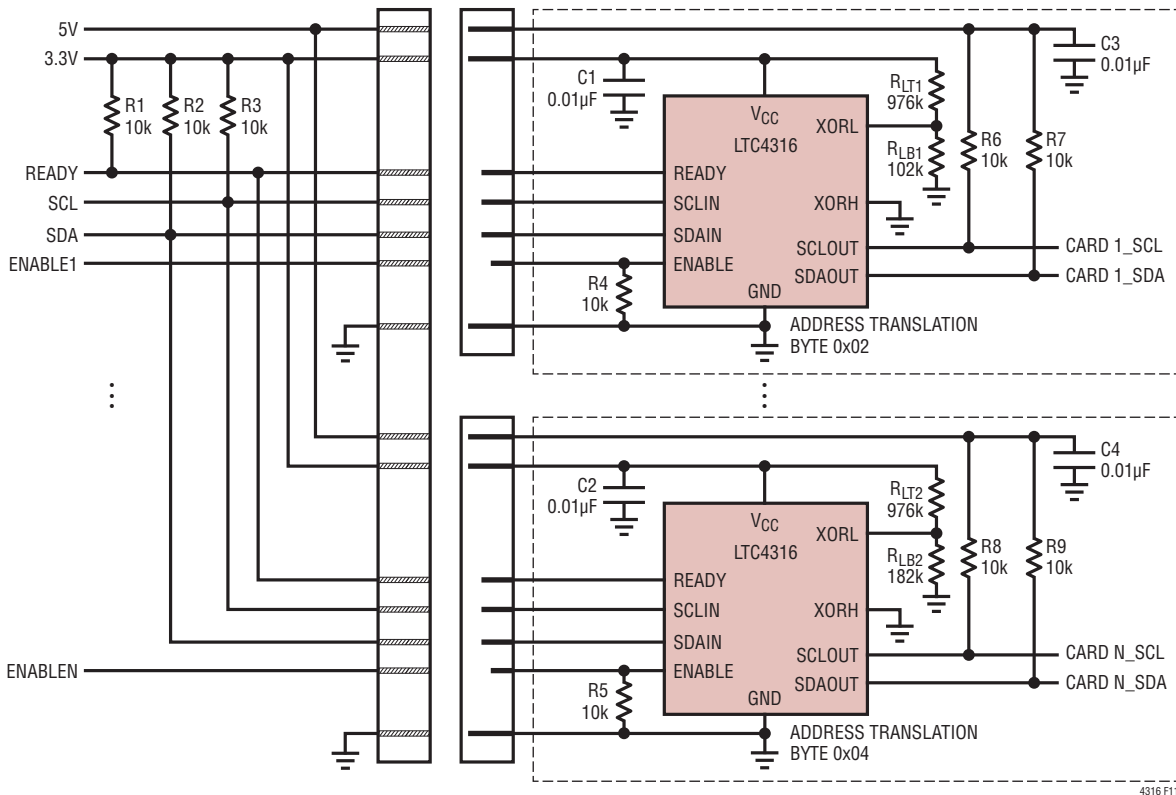 5V
3.3V
R1
10k
R2
10k
R3
10k
READY
SCL
SDA
ENABLE1
C1
0.01µF
VCC
LTC4316
XORL
READY
SCLIN
XORH
SDAIN
SCLOUT
ENABLE
SDAOUT
GND
R4
10k
RLT1
976k
RLB1
102k
R6
10k
R7
10k
C3
0.01µF
CARD 1_SCL
CARD 1_SDA
ADDRESS TRANSLATION
BYTE 0x02
ENABLEN
C2
0.01µF
VCC
LTC4316
XORL
READY
SCLIN
XORH
SDAIN
SCLOUT
ENABLE
SDAOUT
GND
R5
10k
RLT2
976k
RLB2
182k
R8
10k
R9
10k
C4
0.01µF
CARD N_SCL
CARD N_SDA
ADDRESS TRANSLATION
BYTE 0x04